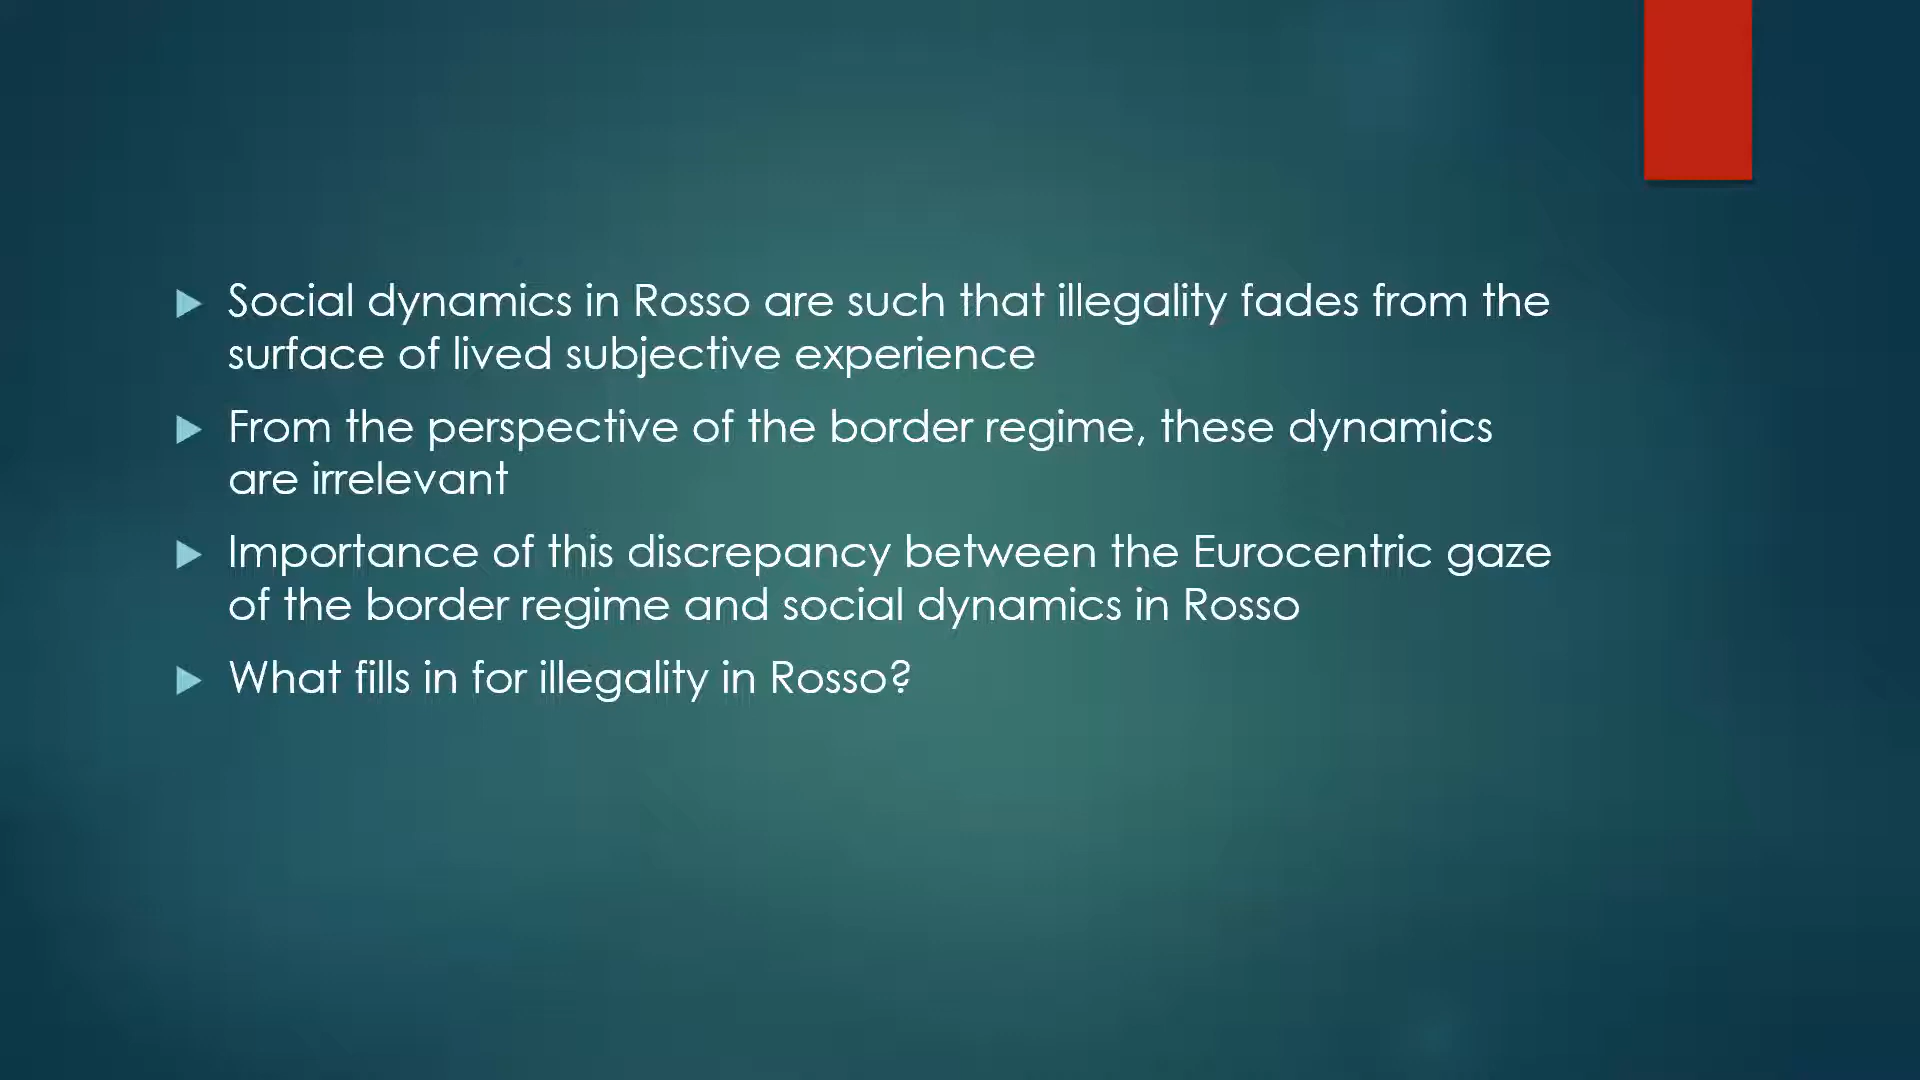 Social dynamics in Rosso are such that illegality fades from the
surface of lived subjective experience
From the perspective of the border regime, these dynamics
are irrelevant
Importance of this discrepancy between the Eurocentric gaze
of the border regime and social dynamics in Rosso
What fills in for illegality in Rosso?